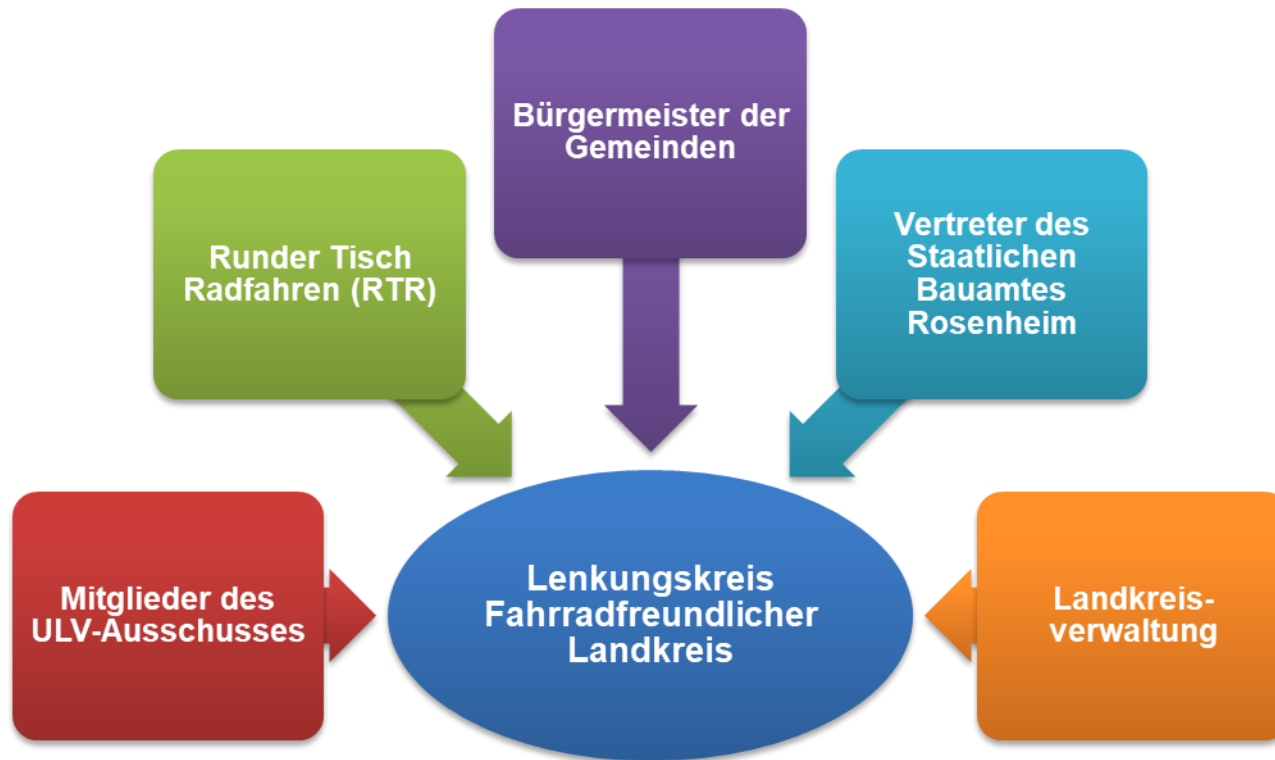 Bürgermeister der
Gemeinden
Runder Tisch
Radfahren (RTR)
Vertreter des
Staatlichen
Bauamtes
Rosenheim
Mitglieder des
ULV-Ausschusses
Lenkungskreis
Fahrradfreundlicher
Landkreis
Landkreis-
verwaltung